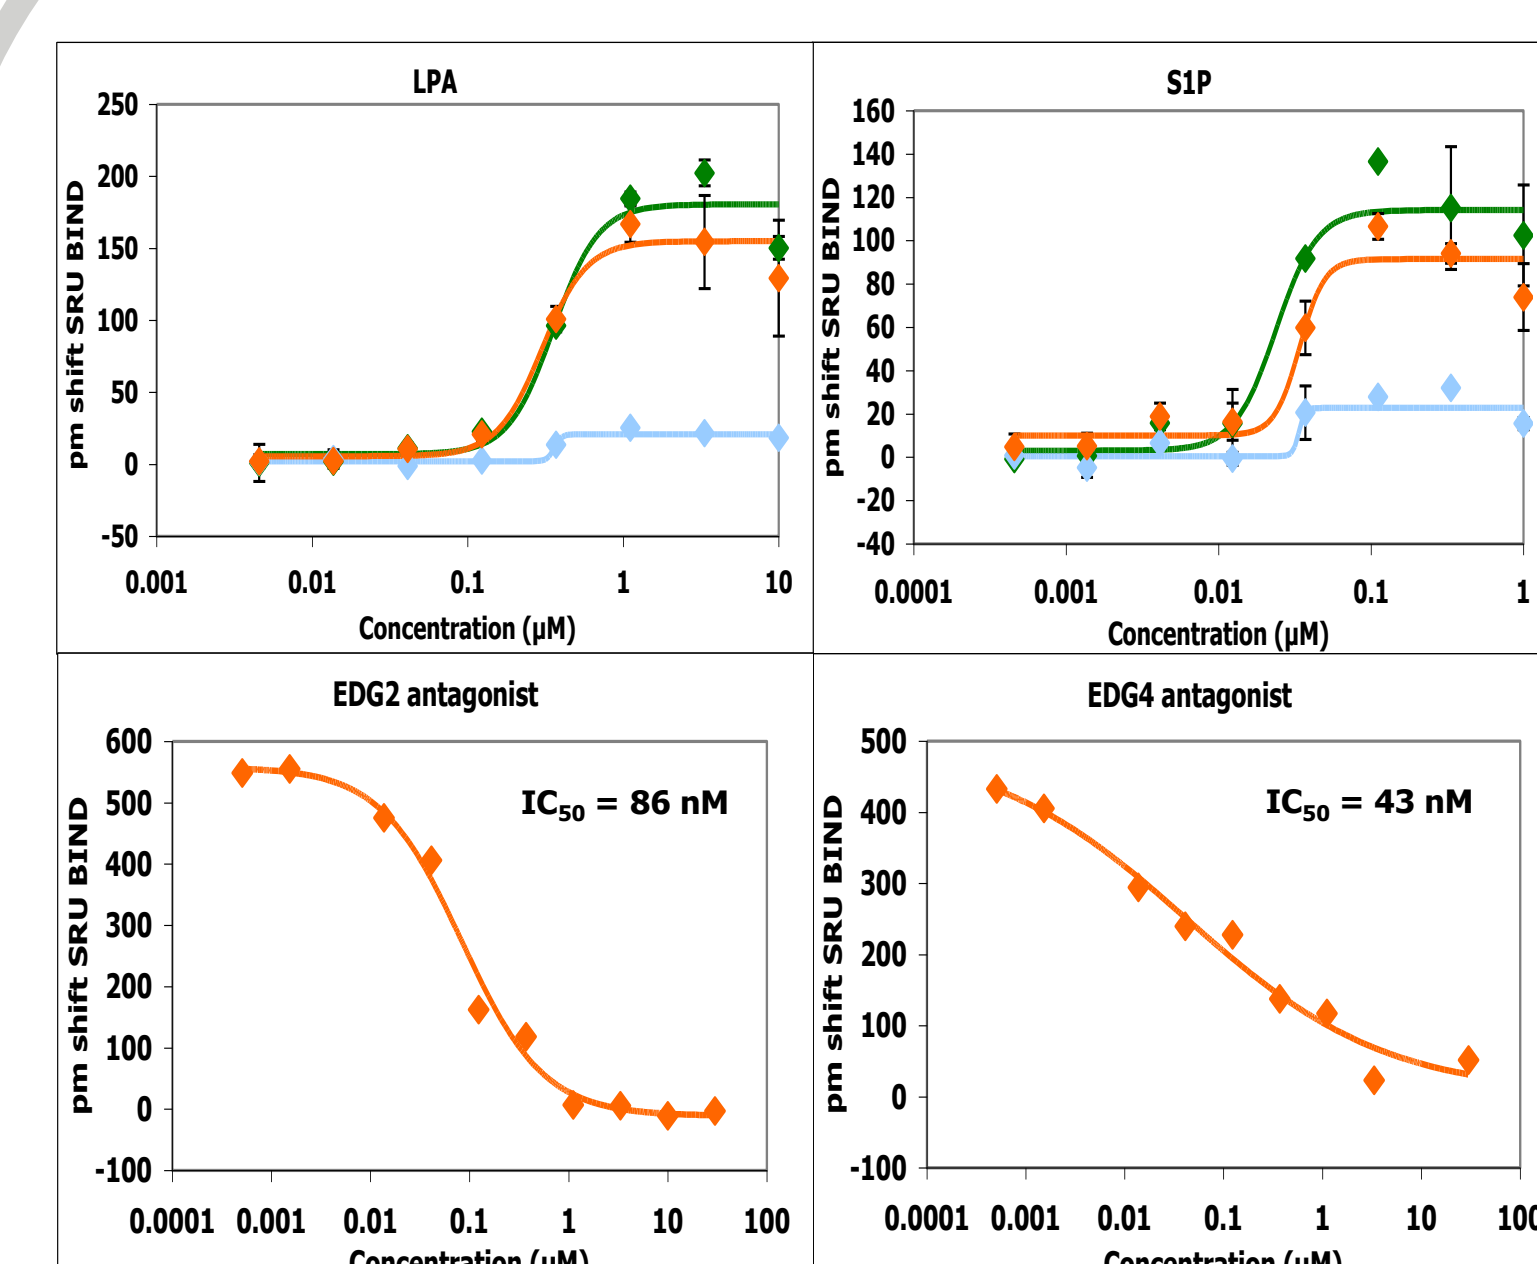 LPA
250
200
150
100
50
0
-50
pm shift SRU BIND
0.001 0.01 0.1 1 10
Concentration (µM)
S1P
160
140
120
100
80
60
40
20
0
-20
-40
pm shift SRU BIND
0.0001 0.001 0.01 0.1 1
Concentration (µM)
EDG2 antagonist
600
500
400
300
200
100
0
-100
pm shift SRU BIND
IC50 = 86 nM
0.0001 0.001 0.01 0.1 1 10 100
Concentration (µM)
EDG4 antagonist
500
400
300
200
100
0
-100
pm shift SRU BIND
IC50 = 43 nM
0.0001 0.001 0.01 0.1 1 10 100
Concentration (µM)